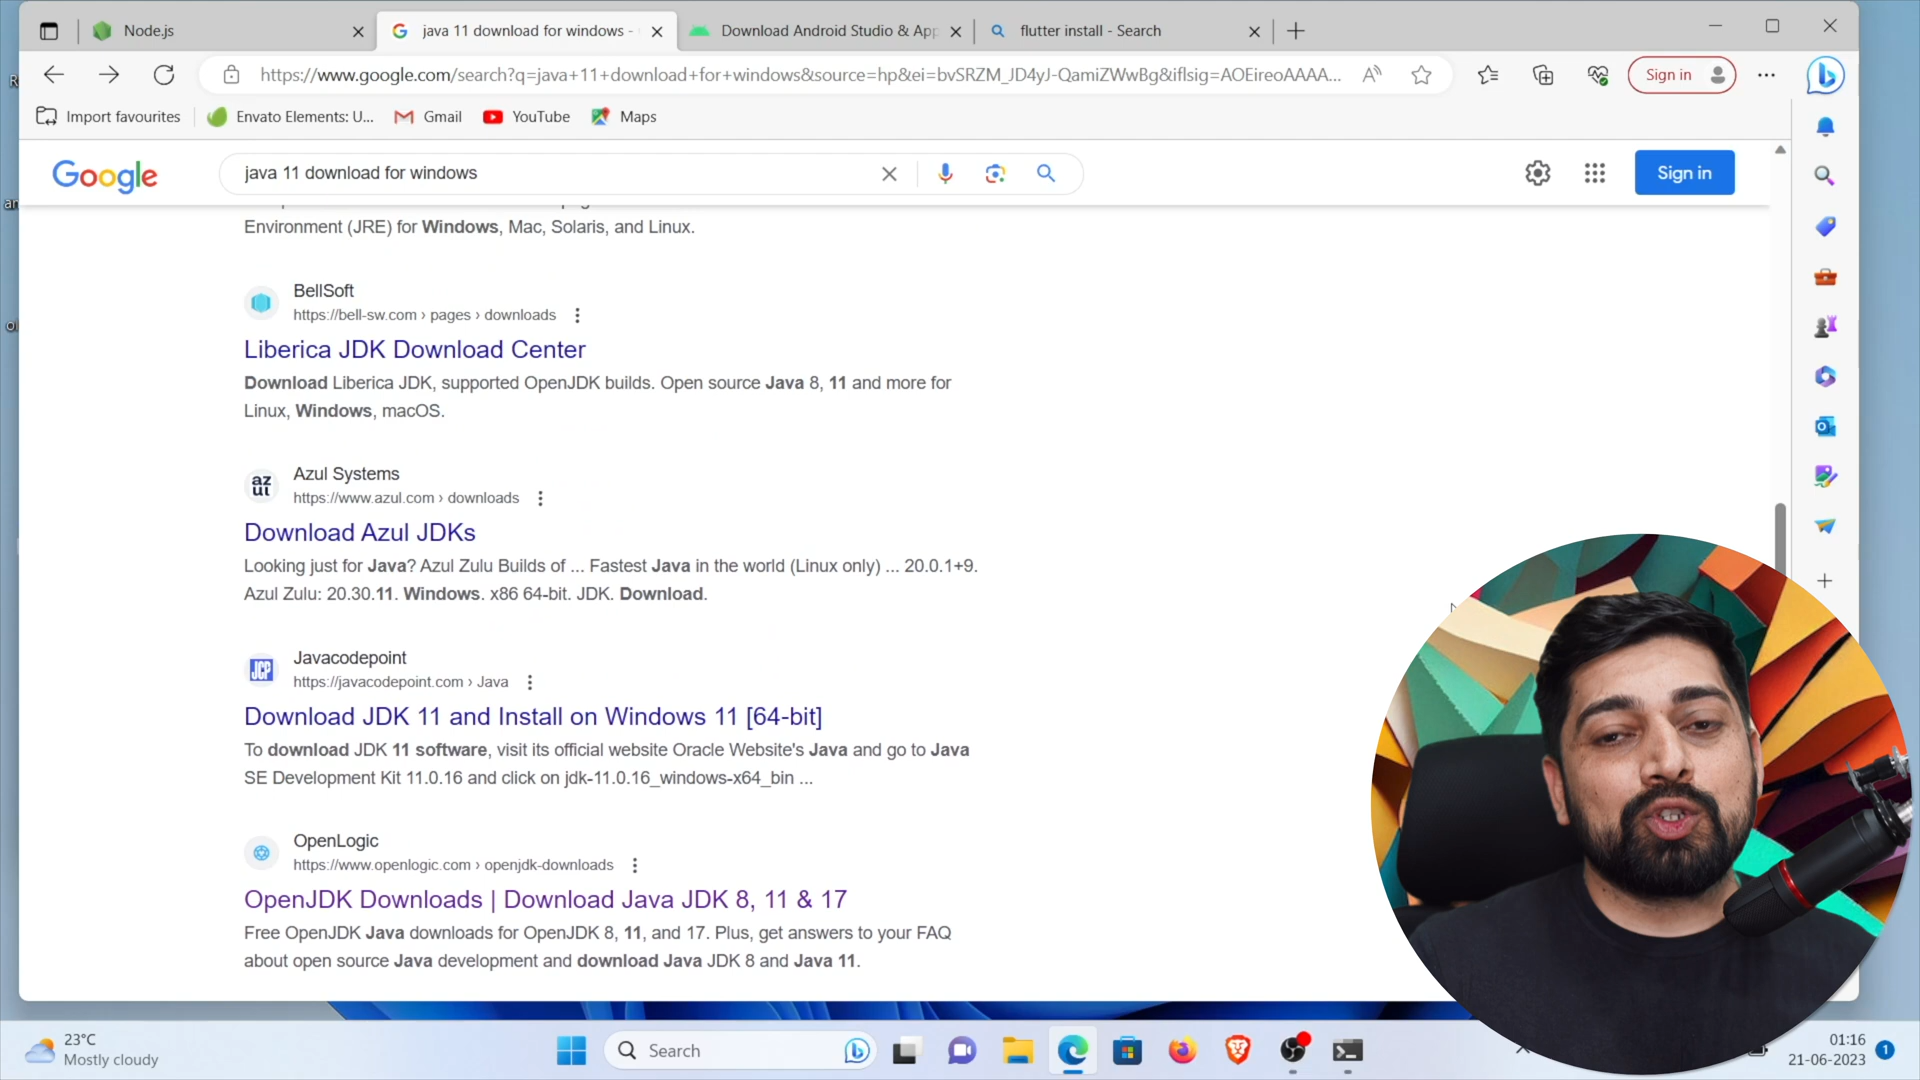 Node.js
java 11 download for windows -
Download Android Studio & App
flutter install - Search
https://www.google.com/search?q=java+11+download+for+windows&source=hp&ei=bvSRZM_JD4yJ-QamiZWwBg&iflsig=AOEireoAAAA...
Sign in
Import favourites
Envato Elements: U...
Gmail
YouTube
Maps
Google
java 11 download for windows
Sign in
Environment (JRE) for Windows, Mac, Solaris, and Linux.
BellSoft
https://bell-sw.com › pages › downloads
Liberica JDK Download Center
Download Liberica JDK, supported OpenJDK builds. Open source Java 8, 11 and more for
Linux, Windows, macOS.
azul
Azul Systems
https://www.azul.com › downloads
Download Azul JDKs
Looking just for Java? Azul Zulu Builds of ... Fastest Java in the world (Linux only) ... 20.0.1+9.
Azul Zulu: 20.30.11. Windows. x86 64-bit. JDK. Download.
JCP
Javacodepoint
https://javacodepoint.com › Java
Download JDK 11 and Install on Windows 11 [64-bit]
To download JDK 11 software, visit its official website Oracle Website's Java and go to Java
SE Development Kit 11.0.16 and click on jdk-11.0.16_windows-x64_bin ...
OpenLogic
https://www.openlogic.com › openjdk-downloads
OpenJDK Downloads | Download Java JDK 8, 11 & 17
Free OpenJDK Java downloads for OpenJDK 8, 11, and 17. Plus, get answers to your FAQ
about open source Java development and download Java JDK 8 and Java 11.
23°C
Mostly cloudy
Search
01:16
21-06-2023
1